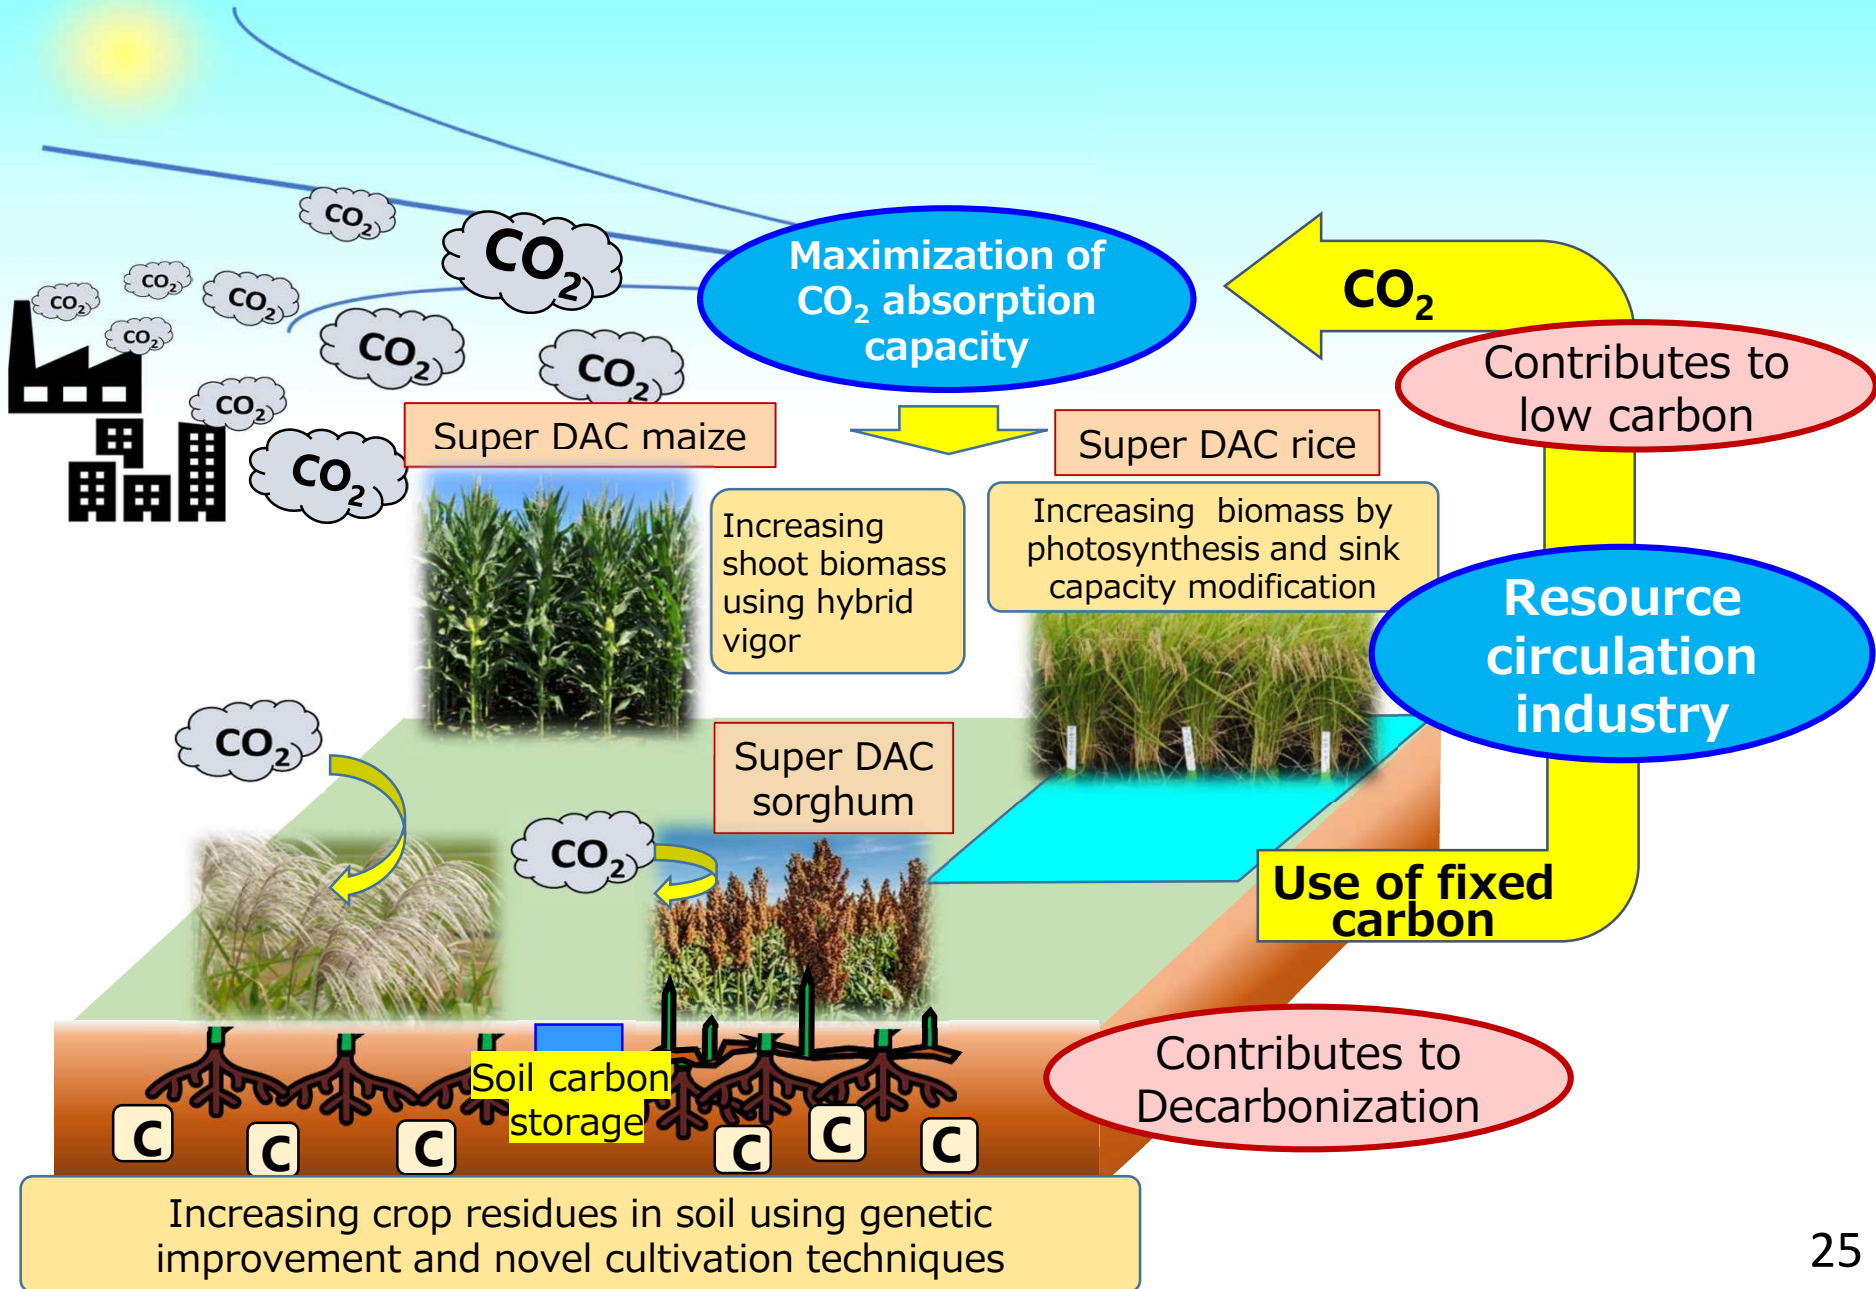 CO₂
CO₂
CO₂
CO₂
CO₂
CO₂
CO₂
CO₂
CO₂
CO₂
Maximization of
CO₂ absorption
capacity
CO₂
Contributes to
low carbon
Super DAC maize
Super DAC rice
Increasing
shoot biomass
using hybrid
vigor
Increasing biomass by
photosynthesis and sink
capacity modification
Resource
circulation
industry
CO₂
Super DAC
sorghum
CO₂
Use of fixed
carbon
Soil carbon
storage
C
C
C
C
C
C
Contributes to
Decarbonization
Increasing crop residues in soil using genetic
improvement and novel cultivation techniques
25